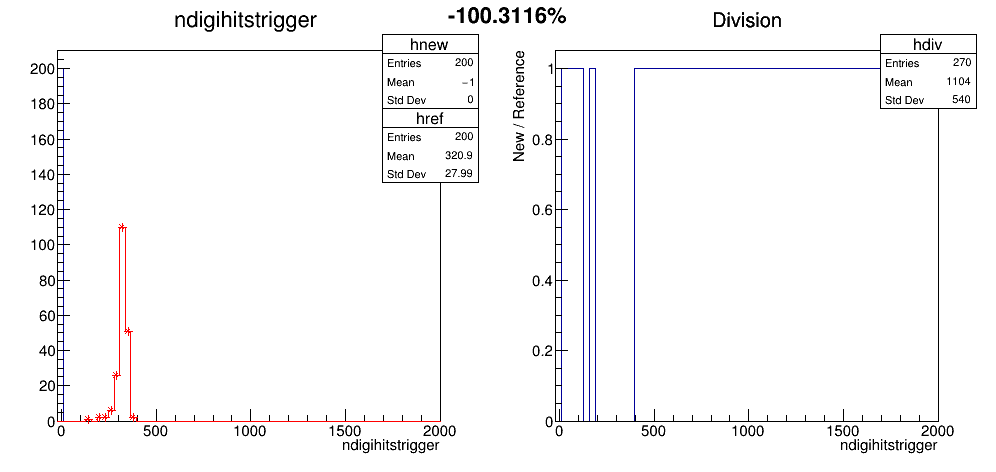 -100.3116%
ndigihitstrigger
hnew
Entries 200
Mean −1
Std Dev 0
href
Entries 200
Mean 320.9
Std Dev 27.99
200
180
160
140
120
100
80
60
40
20
0
0 500 1000 1500 2000
ndigihitstrigger
Division
hdiv
Entries 270
Mean 1104
Std Dev 540
New / Reference
1
0.8
0.6
0.4
0.2
0
0 500 1000 1500 2000
ndigihitstrigger